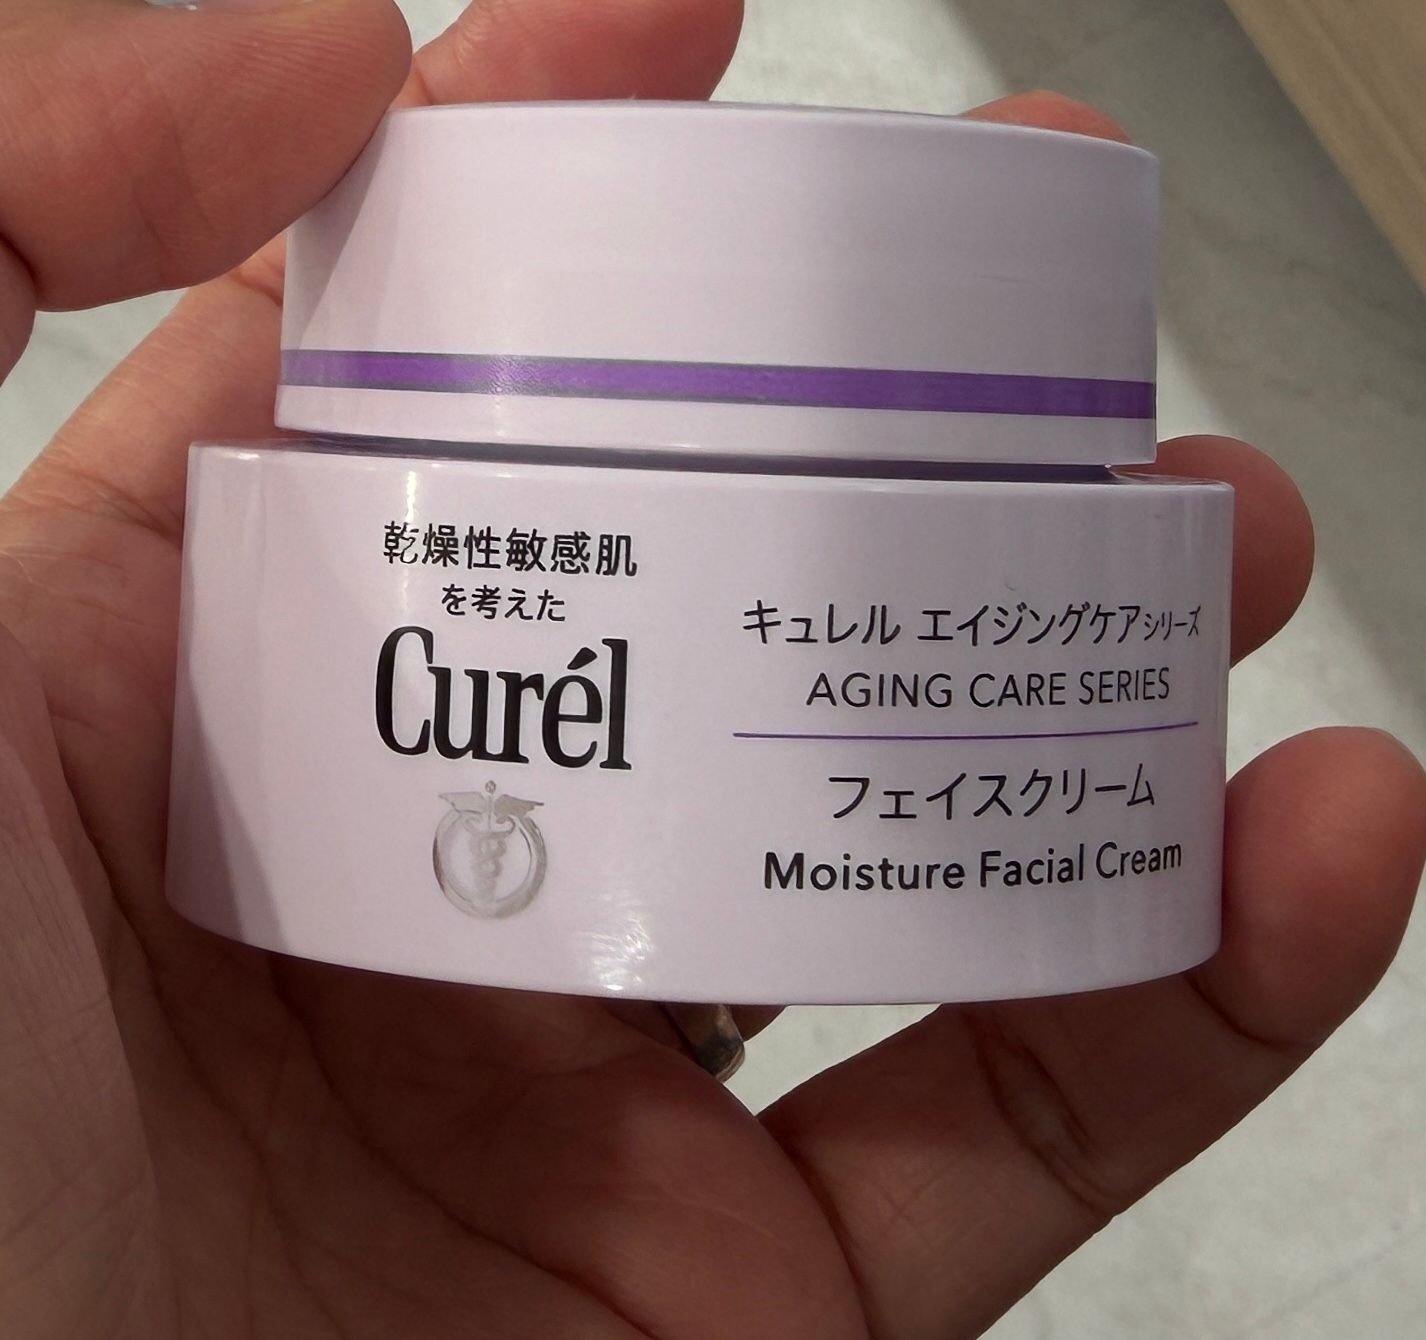 乾燥性敏感肌
を考えた
Curél
キュレル エイジングケアシリーズ
AGING CARE SERIES
フェイスクリーム
Moisture Facial Cream